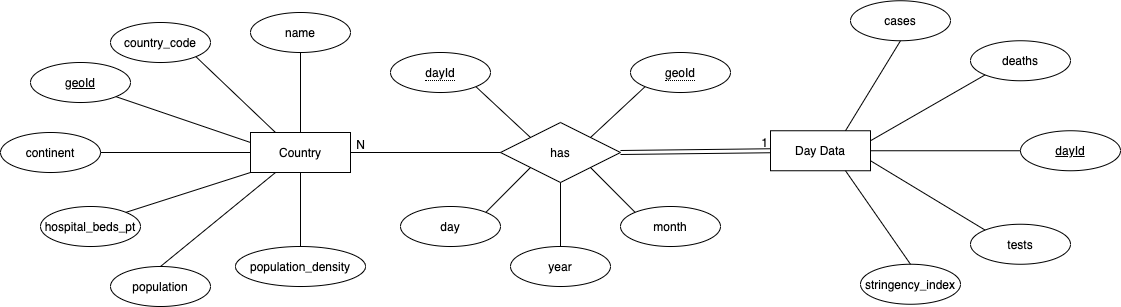 cases
name
country_code
deaths
dayId
geoId
geoId
N
1
continent
Country
has
Day Data
dayId
hospital_beds_pt
day
month
tests
population_density
year
population
stringency_index